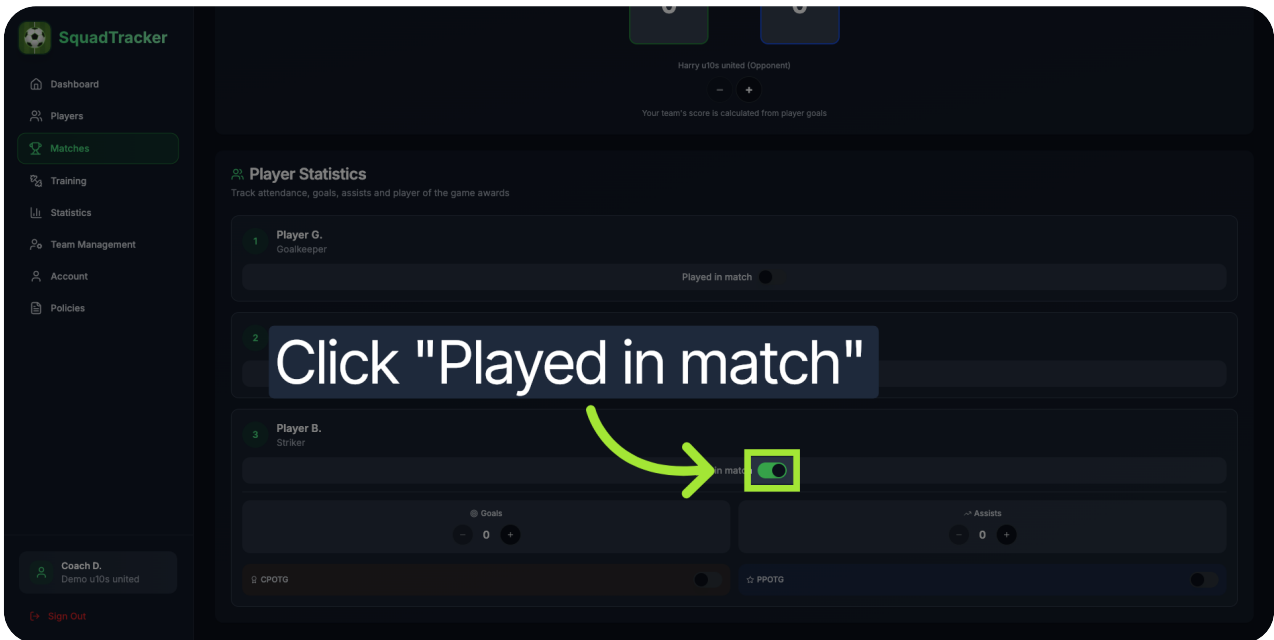 SquadTracker
Dashboard
Players
Matches
Training
Statistics
Team Management
Account
Policies
Coach D.
Demo u10s united
Sign Out
Harry u10s united (Opponent)
− +
Your team's score is calculated from player goals
Player Statistics
Track attendance, goals, assists and player of the game awards
1
Player G.
Goalkeeper
Played in match
2
Click "Played in match"
3
Player B.
Striker
in match
Goals
− 0 +
Assists
− 0 +
CPOTG
PPOTG